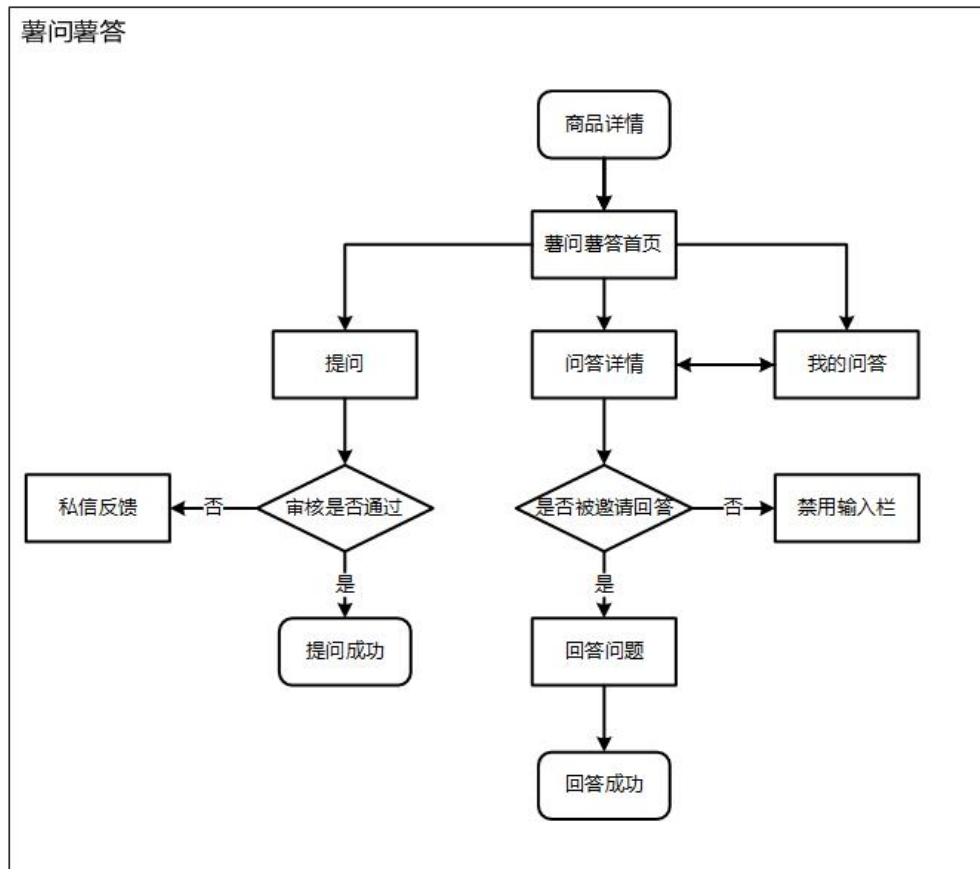 薯问薯答
商品详情
薯问薯答首页
提问
问答详情
我的问答
私信反馈
否
审核是否通过
是否被邀请回答
否
禁用输入栏
是
是
提问成功
回答问题
回答成功